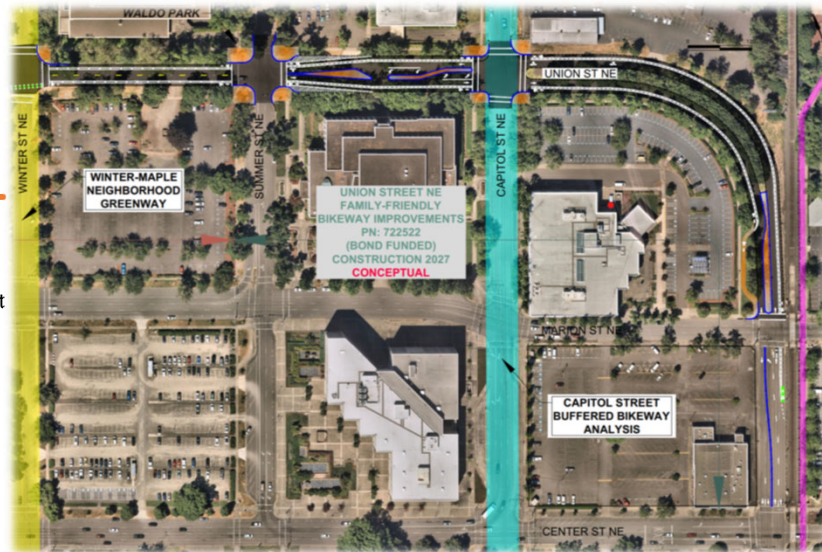 WALDO PARK
UNION ST NE
WINTER ST NE
SUMMER ST NE
CAPITOL ST NE
WINTER-MAPLE
NEIGHBORHOOD
GREENWAY
UNION STREET NE
FAMILY-FRIENDLY
BIKEWAY IMPROVEMENTS
PN: 722522
(BOND FUNDED)
CONSTRUCTION 2027
CONCEPTUAL
t
MARION ST NE
CAPITOL STREET
BUFFERED BIKEWAY
ANALYSIS
CENTER ST NE